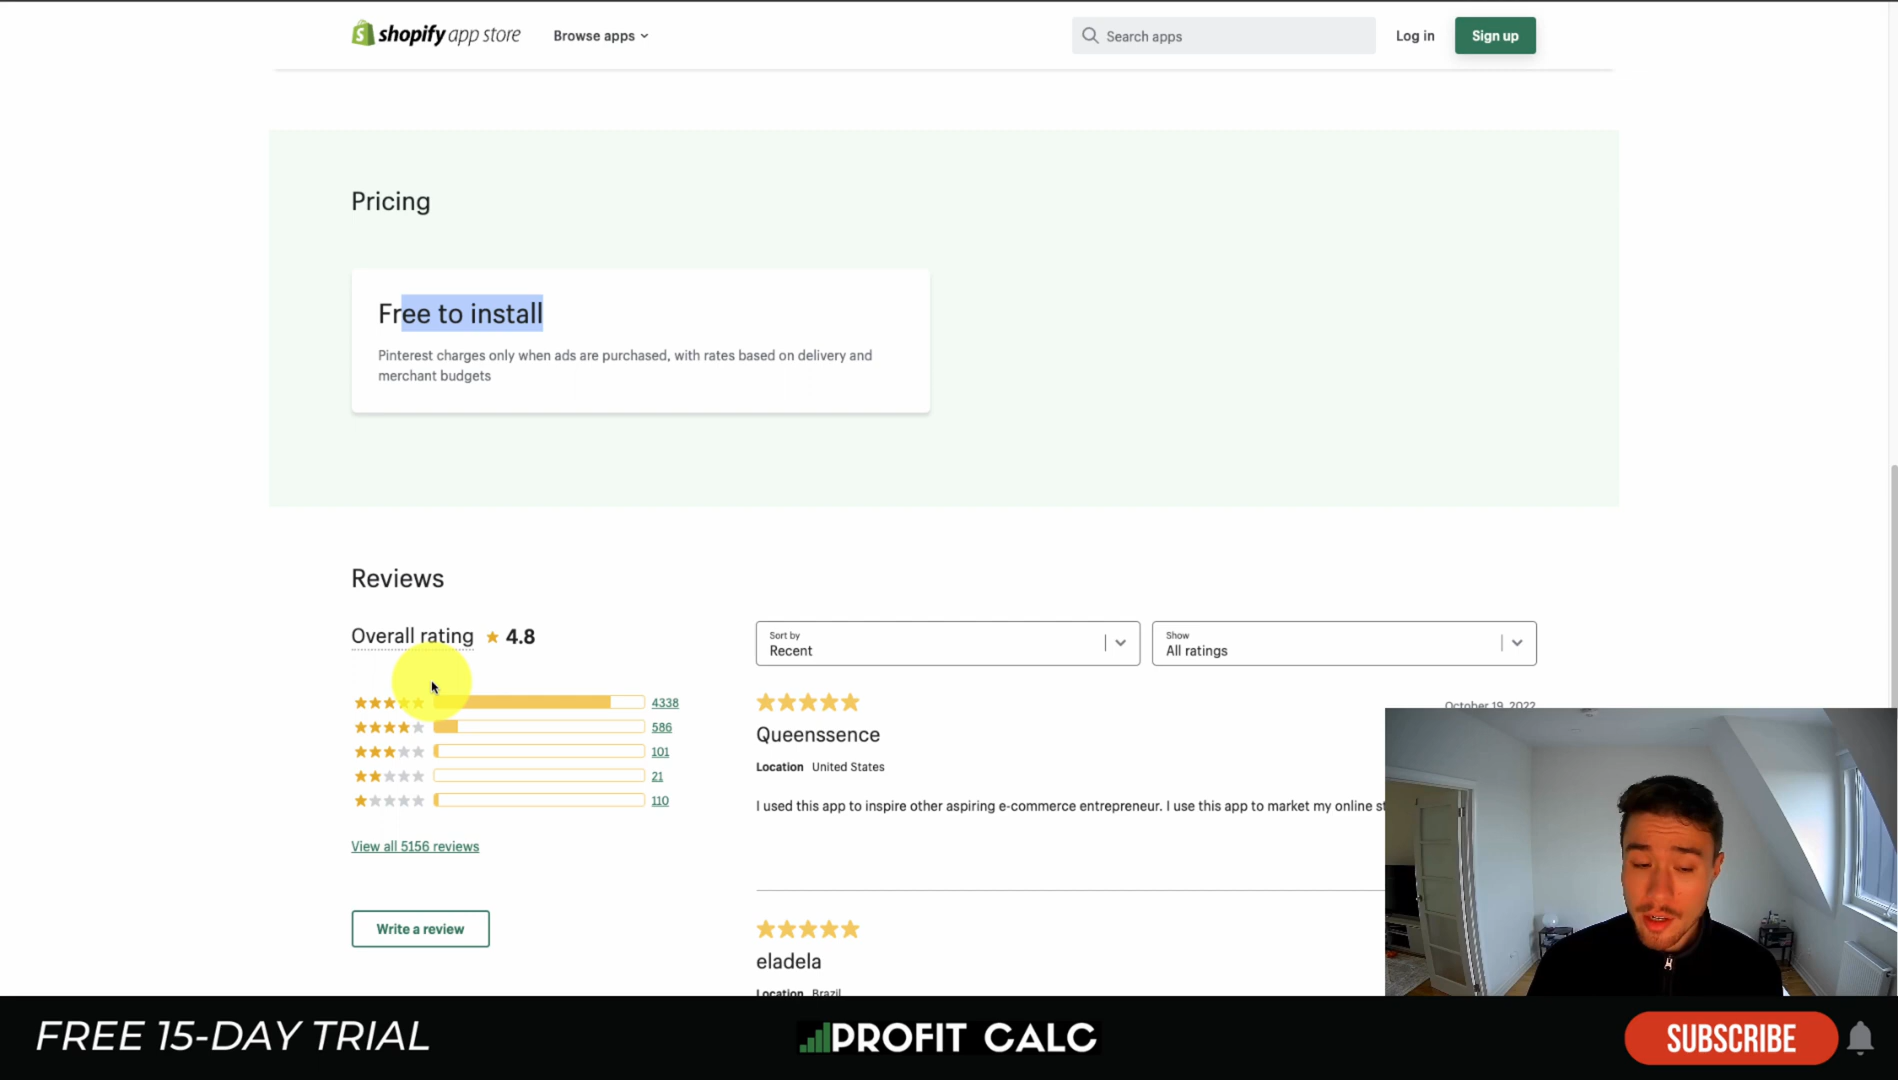 shopify app store Browse apps Search apps Log in Sign up
Pricing
Free to install
Pinterest charges only when ads are purchased, with rates based on delivery and
merchant budgets
Reviews
Overall rating 4.8
Sort by
Recent
Show
All ratings
4338
October 19, 2022
586
101
21
110
Queenssence
Location United States
I used this app to inspire other aspiring e-commerce entrepreneur. I use this app to market my online
View all 5156 reviews
Write a review
eladela
Location Brazil
FREE 15-DAY TRIAL PROFIT CALC SUBSCRIBE